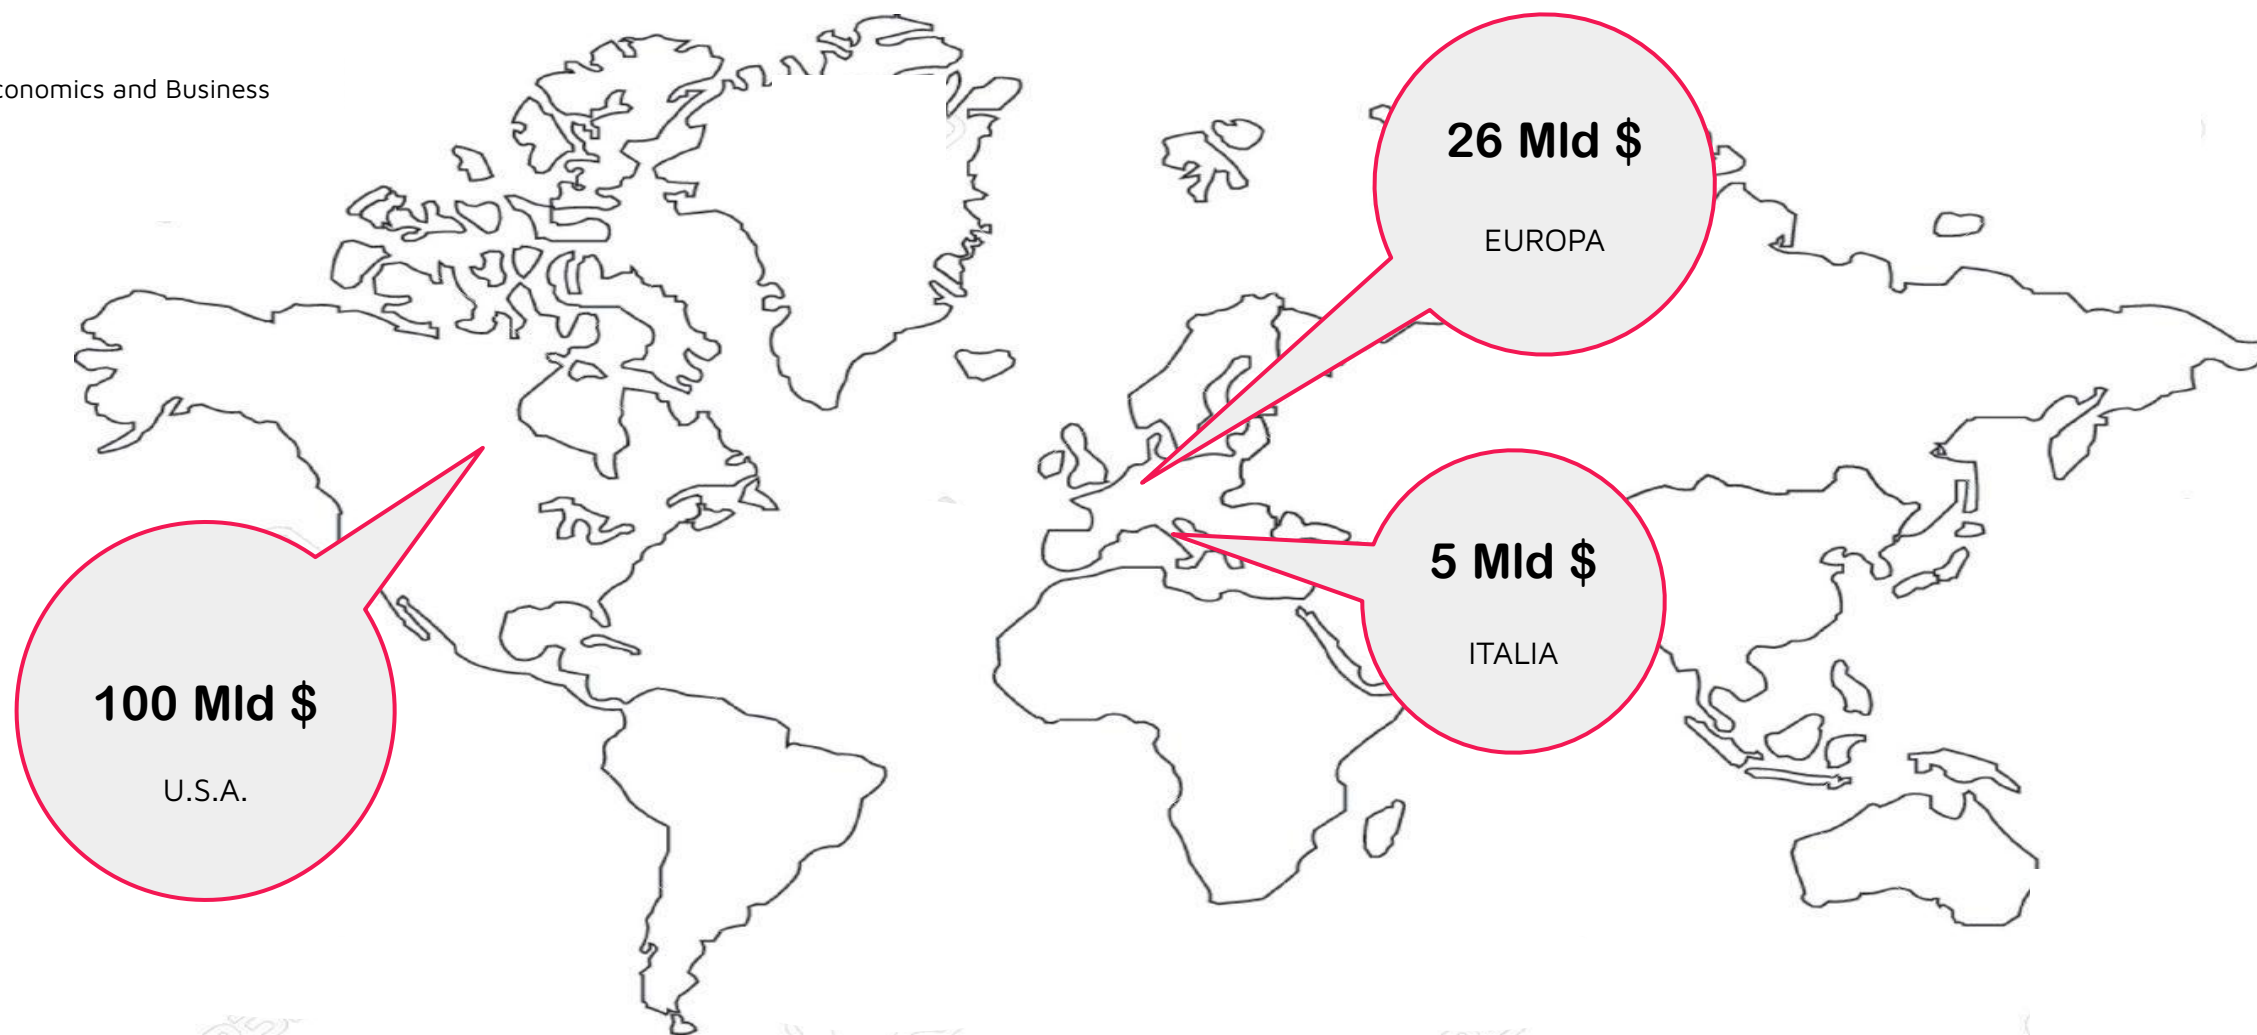 conomics and Business
26 Mld $
EUROPA
5 Mld $
ITALIA
100 Mld $
U.S.A.